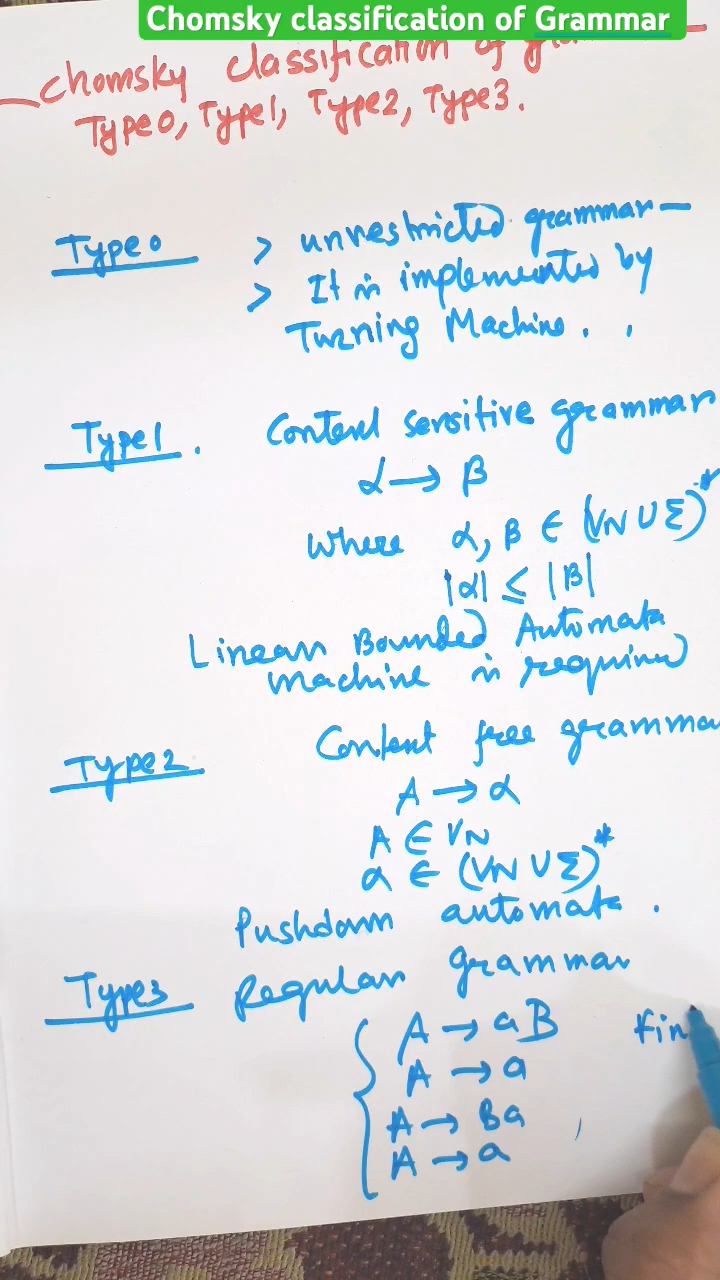 Chomsky classification of Grammar
Chomsky classification of
Type0, Type1, Type2, Type3.
Type0 > unrestricted grammar —
> It is implemented by
Turning Machine . .
Type1 . Context sensitive grammar
α → β
Where α, β ∈ (VN ∪ Σ)*
|α| ≤ |β|
Linear Bounded Automata
Machine is required
Type2 Context free grammar
A → α
A ∈ VN
α ∈ (VN ∪ Σ)*
Pushdown automata .
Type3 Regular grammar
A → aB Fin
A → a
A → Ba ,
A → a